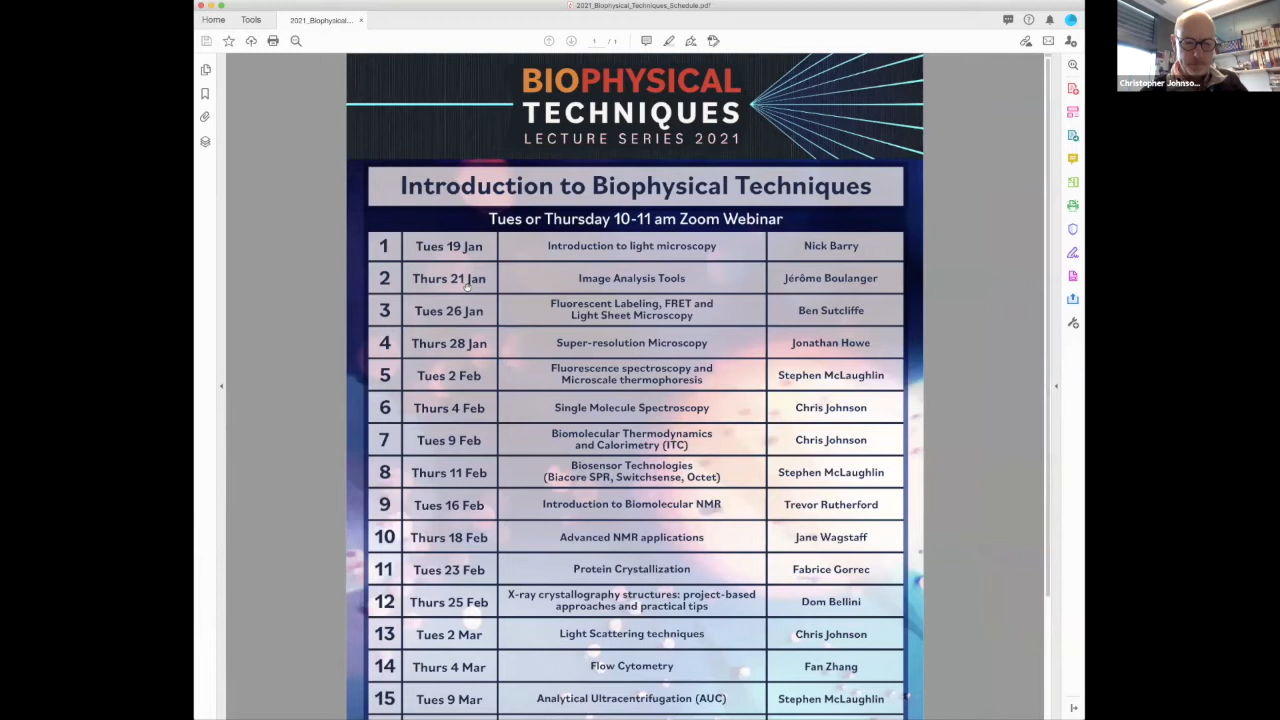 2021_Biophysical_Techniques_Schedule.pdf
Home
Tools
2021_Biophysical...
1 / 1
Christopher Johnso...
BIOPHYSICAL
TECHNIQUES
LECTURE SERIES 2021
Introduction to Biophysical Techniques
Tues or Thursday 10-11 am Zoom Webinar
1 Tues 19 Jan Introduction to light microscopy Nick Barry
2 Thurs 21 Jan Image Analysis Tools Jérôme Boulanger
3 Tues 26 Jan Fluorescent Labeling, FRET and
Light Sheet Microscopy Ben Sutcliffe
4 Thurs 28 Jan Super-resolution Microscopy Jonathan Howe
5 Tues 2 Feb Fluorescence spectroscopy and
Microscale thermophoresis Stephen McLaughlin
6 Thurs 4 Feb Single Molecule Spectroscopy Chris Johnson
7 Tues 9 Feb Biomolecular Thermodynamics
and Calorimetry (ITC) Chris Johnson
8 Thurs 11 Feb Biosensor Technologies
(Biacore SPR, Switchsense, Octet) Stephen McLaughlin
9 Tues 16 Feb Introduction to Biomolecular NMR Trevor Rutherford
10 Thurs 18 Feb Advanced NMR applications Jane Wagstaff
11 Tues 23 Feb Protein Crystallization Fabrice Gorrec
12 Thurs 25 Feb X-ray crystallography structures: project-based
approaches and practical tips Dom Bellini
13 Tues 2 Mar Light Scattering techniques Chris Johnson
14 Thurs 4 Mar Flow Cytometry Fan Zhang
15 Tues 9 Mar Analytical Ultracentrifugation (AUC) Stephen McLaughlin